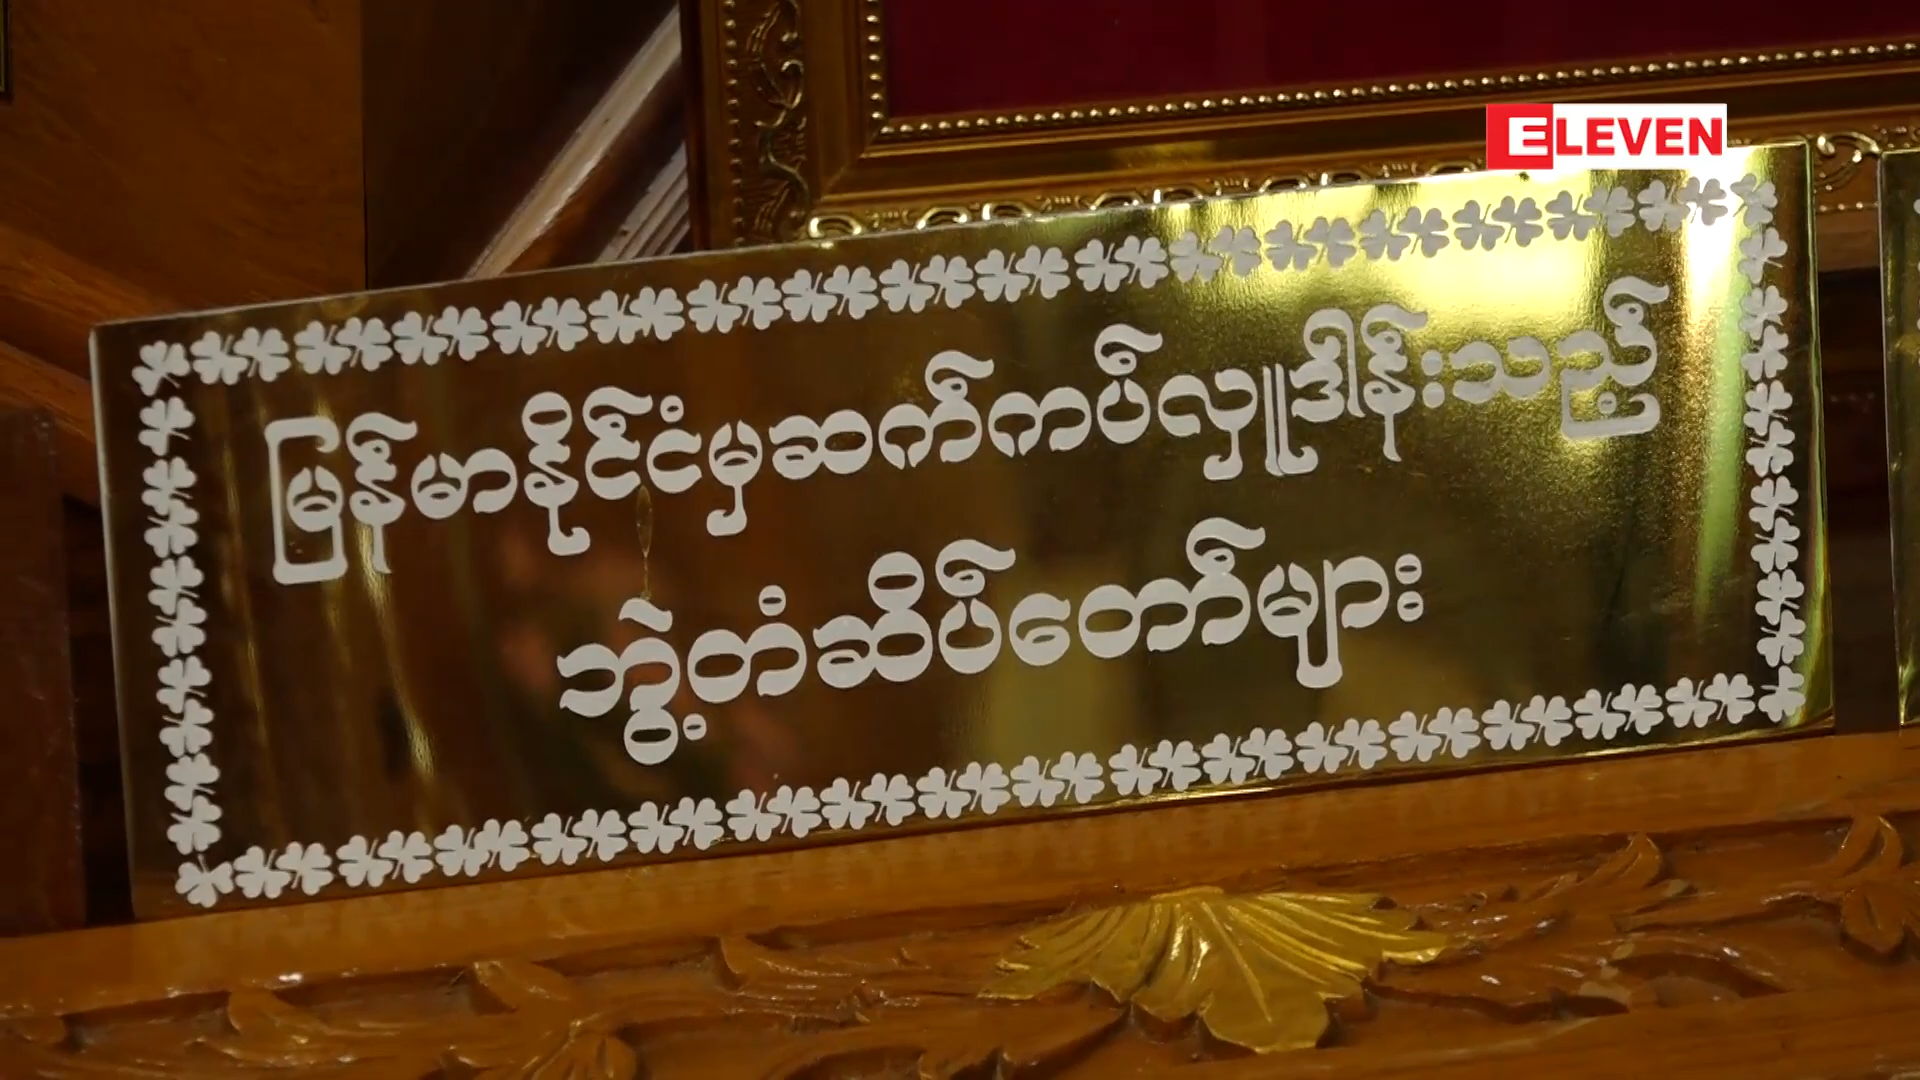 ELEVEN
မြန်မာနိုင်ငံမှဆက်ကပ်လှူဒါန်းသည့်
ဘွဲ့တံဆိပ်တော်များ